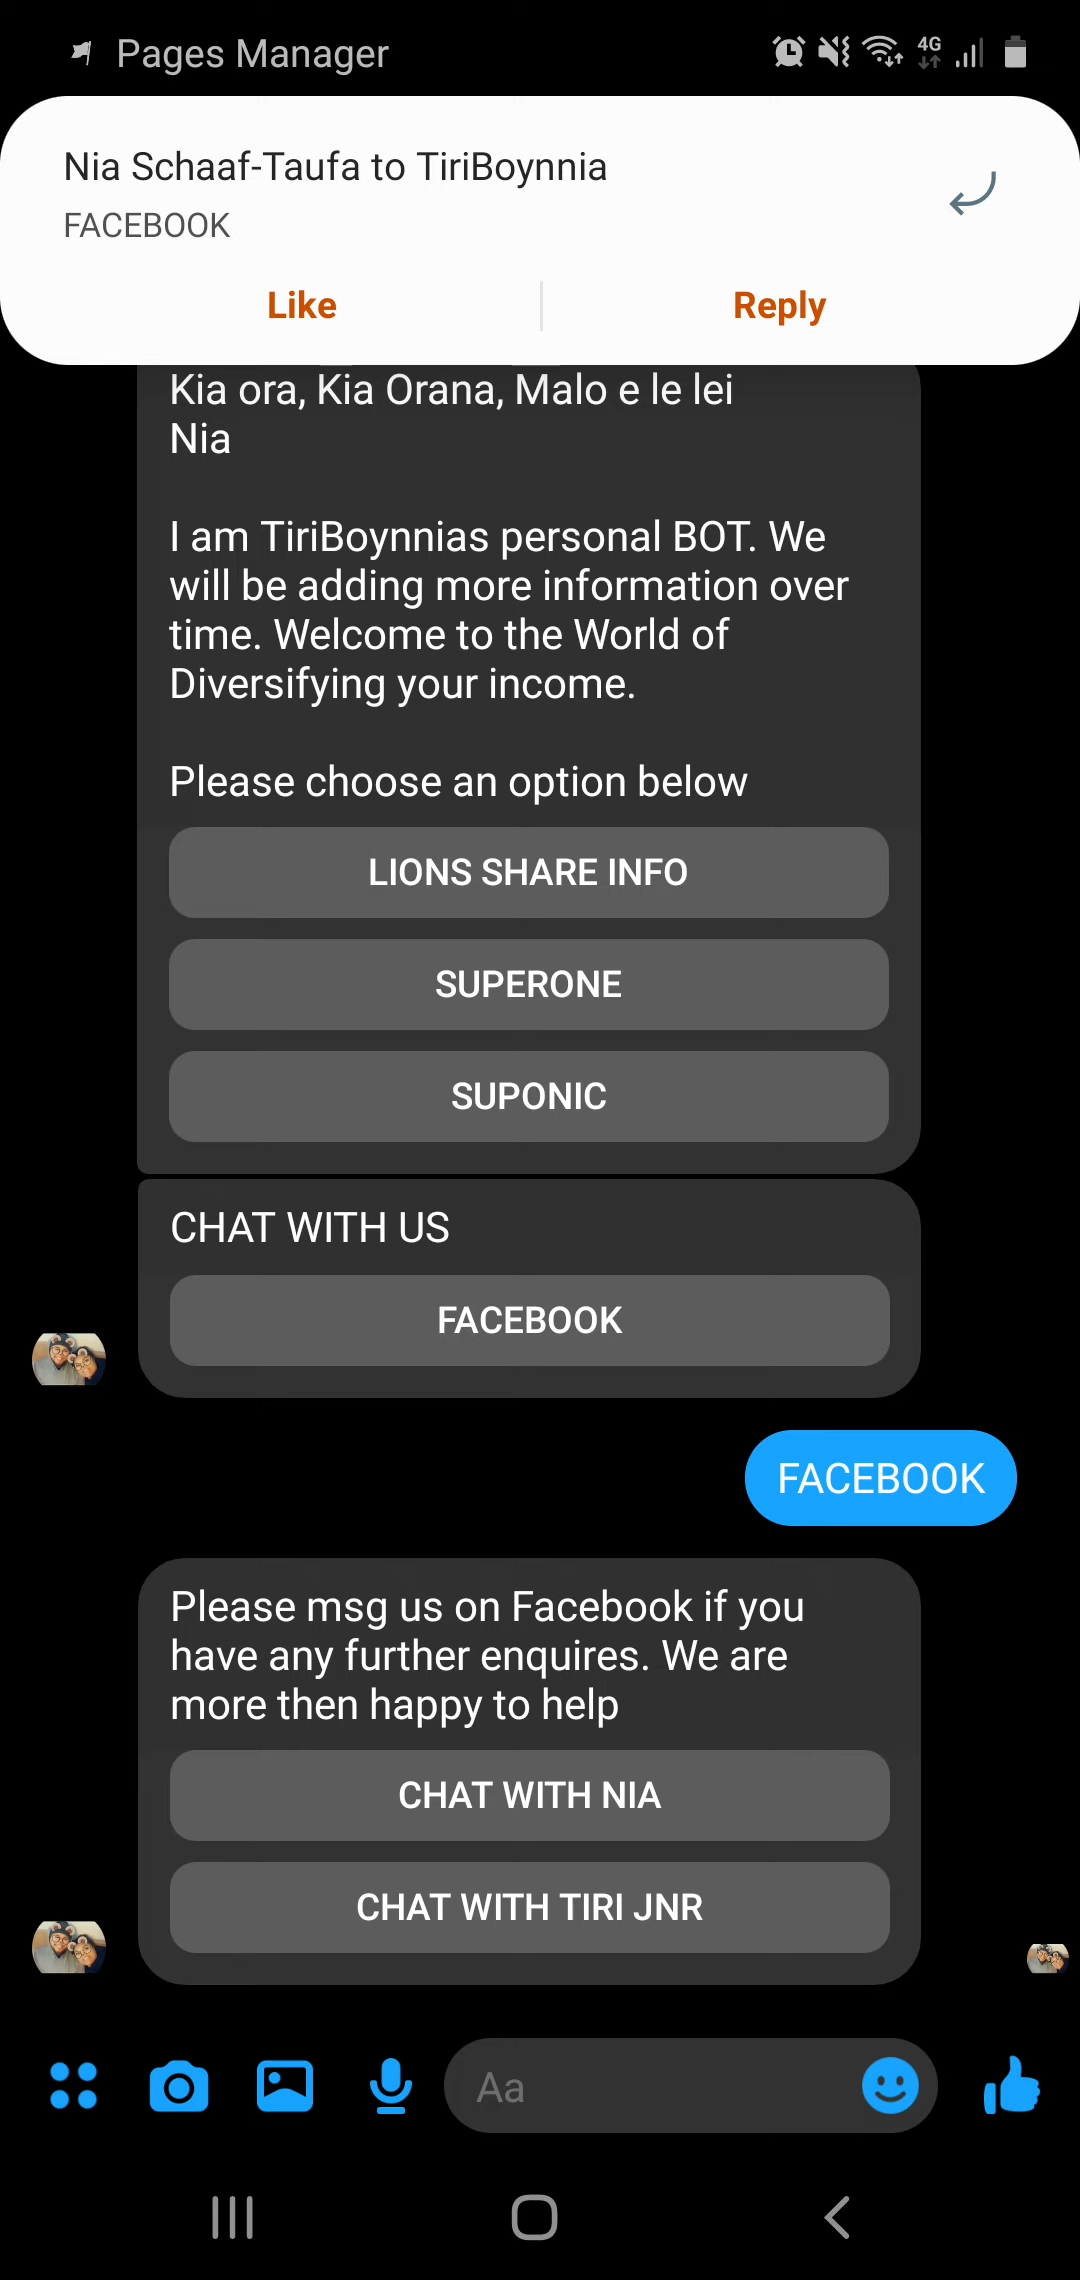 Pages Manager
4G
Nia Schaaf-Taufa to TiriBoynnia
FACEBOOK
Like
Reply
Kia ora, Kia Orana, Malo e le lei
Nia
I am TiriBoynnias personal BOT. We
will be adding more information over
time. Welcome to the World of
Diversifying your income.
Please choose an option below
LIONS SHARE INFO
SUPERONE
SUPONIC
CHAT WITH US
FACEBOOK
FACEBOOK
Please msg us on Facebook if you
have any further enquires. We are
more then happy to help
CHAT WITH NIA
CHAT WITH TIRI JNR
Aa